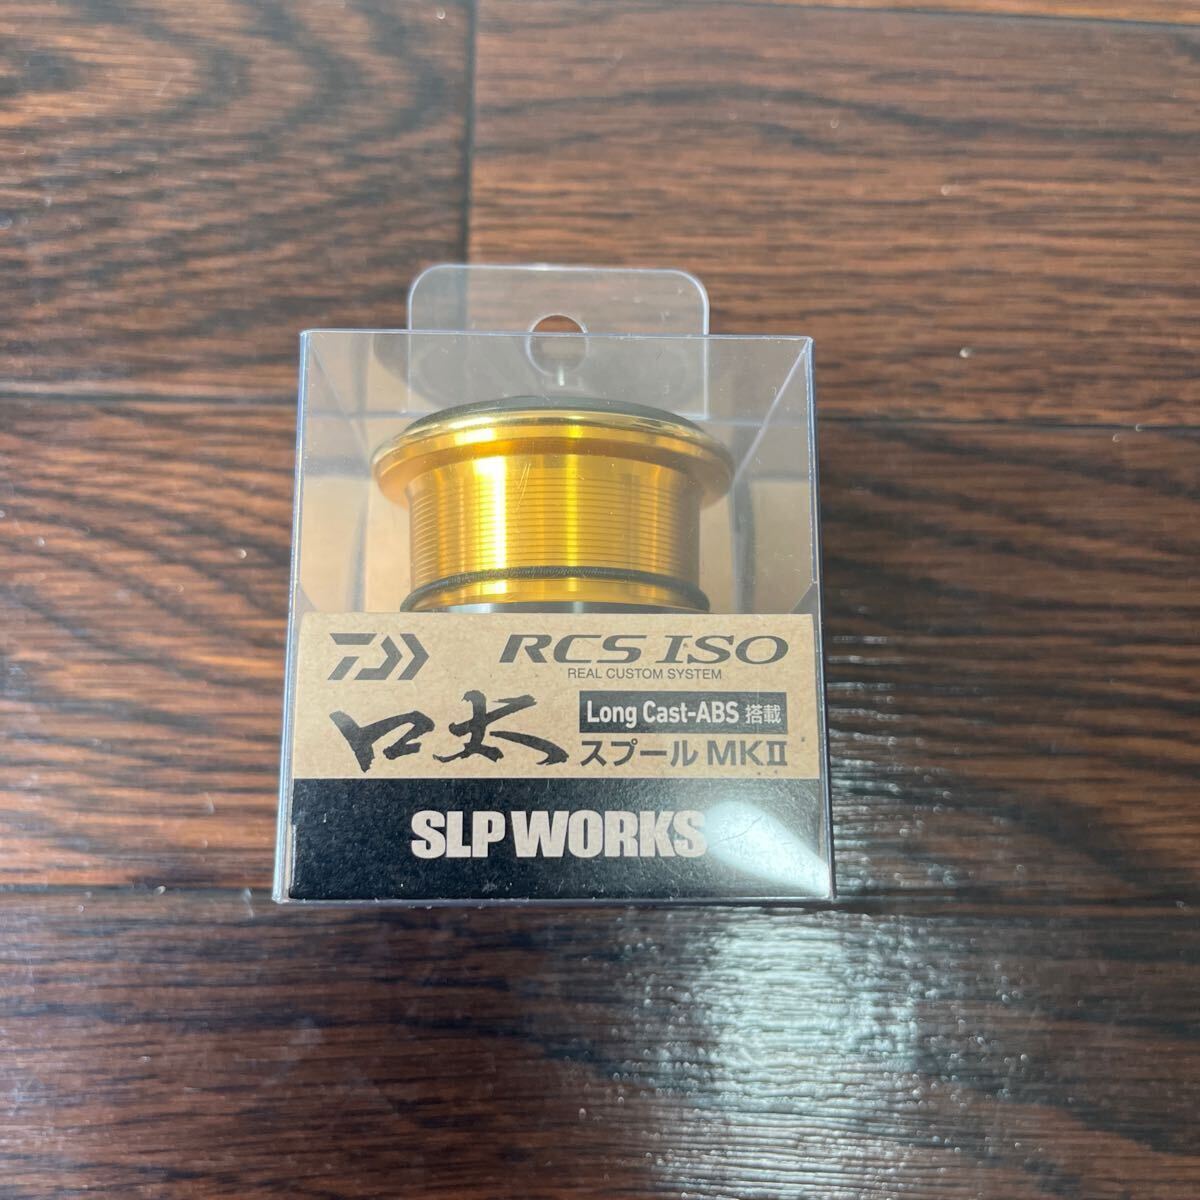 RCS ISO
REAL CUSTOM SYSTEM
口太
Long Cast-ABS 搭載
スプール MKⅡ
SLP WORKS